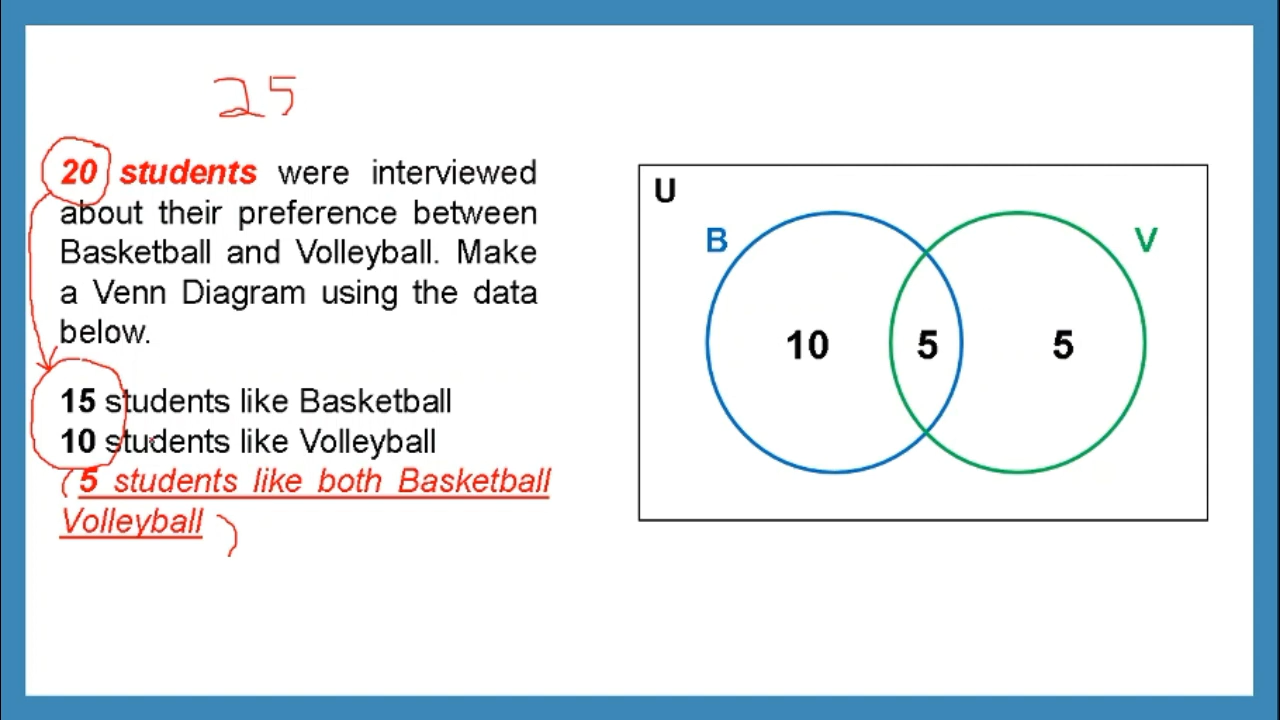 25
20 students were interviewed
about their preference between
Basketball and Volleyball. Make
a Venn Diagram using the data
below.
15 students like Basketball
10 students like Volleyball
(5 students like both Basketball
Volleyball)
U
B
V
10 5 5